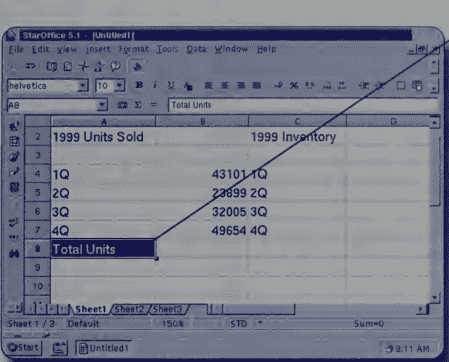 StarOffice 5.1 - [Untitled1]
File Edit View Insert Format Tools Data Window Help
helvetica 10 B i U A
A8 Σ = Total Units
A B C D
2 1999 Units Sold 1999 Inventory
3
4 1Q 43101 1Q
5 2Q 23899 2Q
6 3Q 32005 3Q
7 4Q 49654 4Q
8 Total Units
9
10
Sheet1 Sheet2 Sheet3
Sheet 1 / 3 Default 150% STD * Sum=0
Start Untitled1 8:11 AM